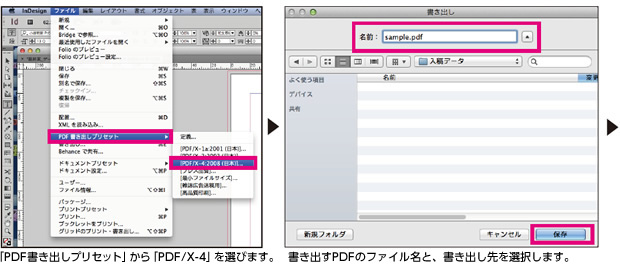 InDesign ファイル 編集 レイアウト 書式 オブジェクト 表 表示 ウィンドウ
新規
開く... ⌘O
Bridge で参照... ⌥⌘O
最近使用したファイルを開く
Folio のプレビュー
Folio のプレビュー設定...
閉じる ⌘W
保存 ⌘S
別名で保存... ⇧⌘S
チェックイン...
複製を保存... ⌥⌘S
復帰
配置... ⌘D
XML を読み込み...
PDF 書き出しプリセット
書き出し... ⌘E
Behance で共有...
ドキュメントプリセット
ドキュメント設定... ⌥⌘P
ユーザー...
ファイル情報... ⌥⇧⌘I
パッケージ...
プリントプリセット
プリント... ⌘P
ブックレットをプリント...
グリッドのプリント・書き出し...
定義...
[PDF/X-1a:2001 (日本)]...
[PDF/X-4:2008 (日本)]...
[プレス品質]...
[最小ファイルサイズ]...
[雑誌広告送稿用]...
[高品質印刷]...
書き出し
名前： sample.pdf
入稿データ
よく使う項目
デバイス
共有
名前
変更
新規フォルダ
キャンセル
保存
「PDF書き出しプリセット」から「PDF/X-4」を選びます。
書き出すPDFのファイル名と、書き出し先を選択します。